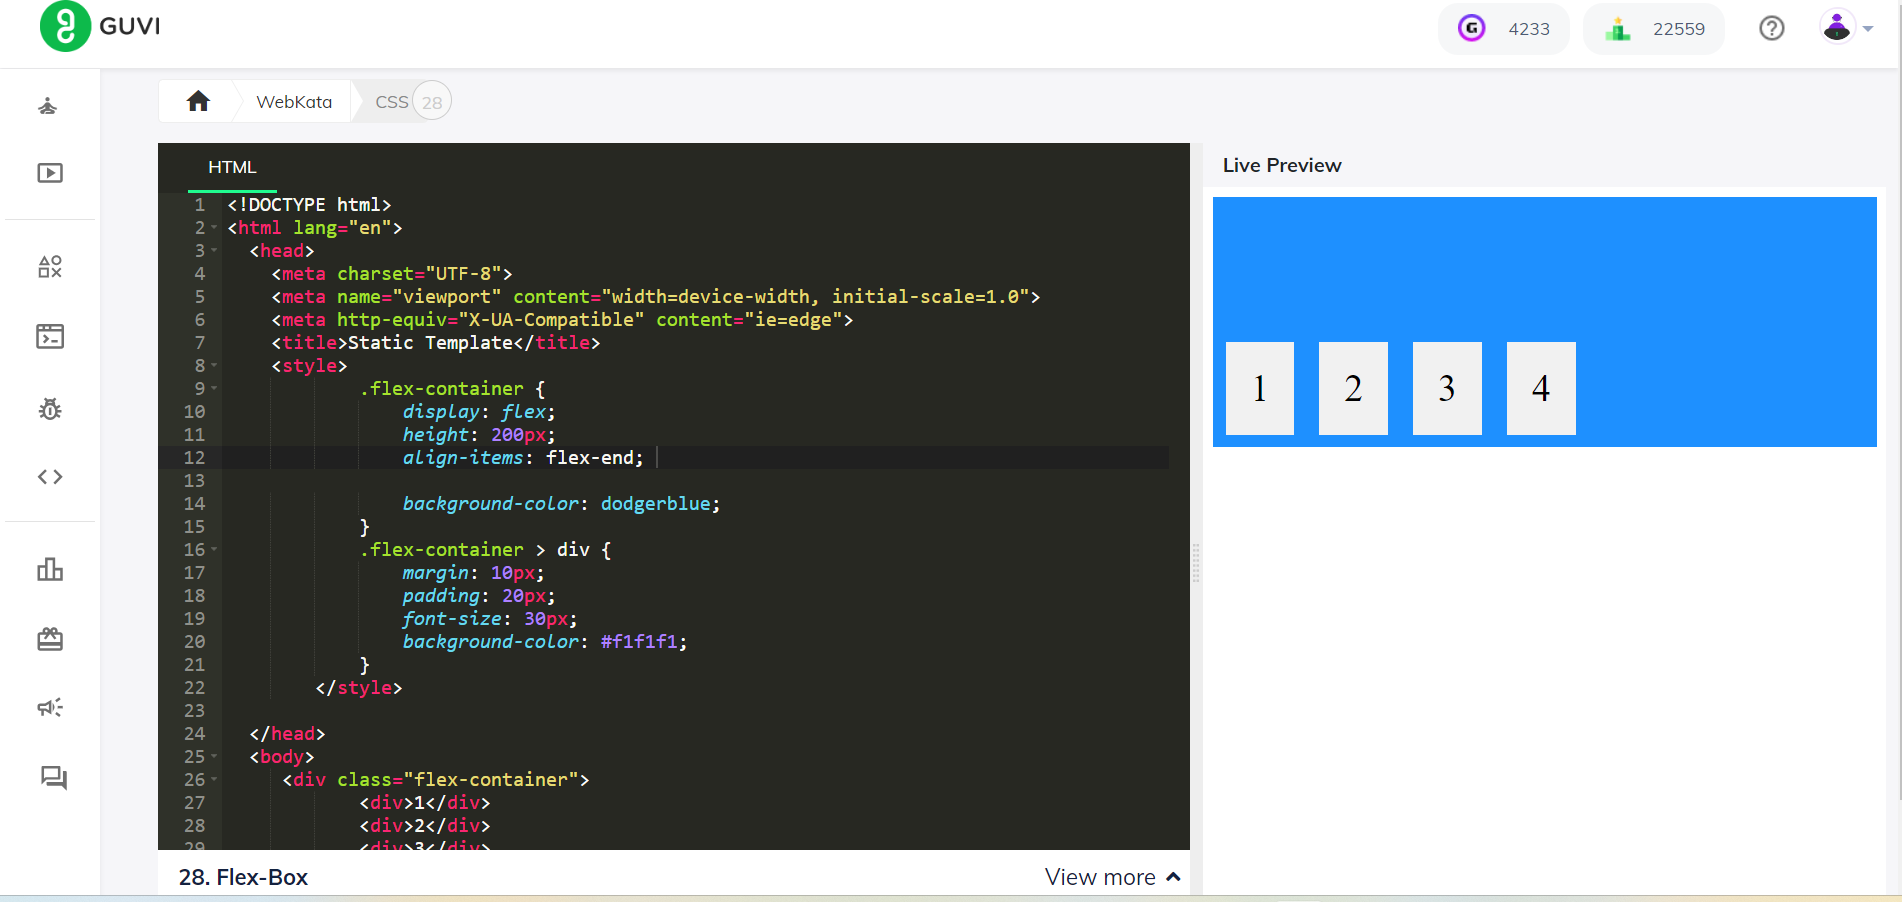 GUVI
4233
22559
WebKata
CSS 28
HTML
Live Preview
1 <!DOCTYPE html>
2 <html lang="en">
3 <head>
4 <meta charset="UTF-8">
5 <meta name="viewport" content="width=device-width, initial-scale=1.0">
6 <meta http-equiv="X-UA-Compatible" content="ie=edge">
7 <title>Static Template</title>
8 <style>
9 .flex-container {
10 display: flex;
11 height: 200px;
12 align-items: flex-end;
13
14 background-color: dodgerblue;
15 }
16 .flex-container > div {
17 margin: 10px;
18 padding: 20px;
19 font-size: 30px;
20 background-color: #f1f1f1;
21 }
22 </style>
23
24 </head>
25 <body>
26 <div class="flex-container">
27 <div>1</div>
28 <div>2</div>
29 <div>3</div>
1 2 3 4
28. Flex-Box
View more